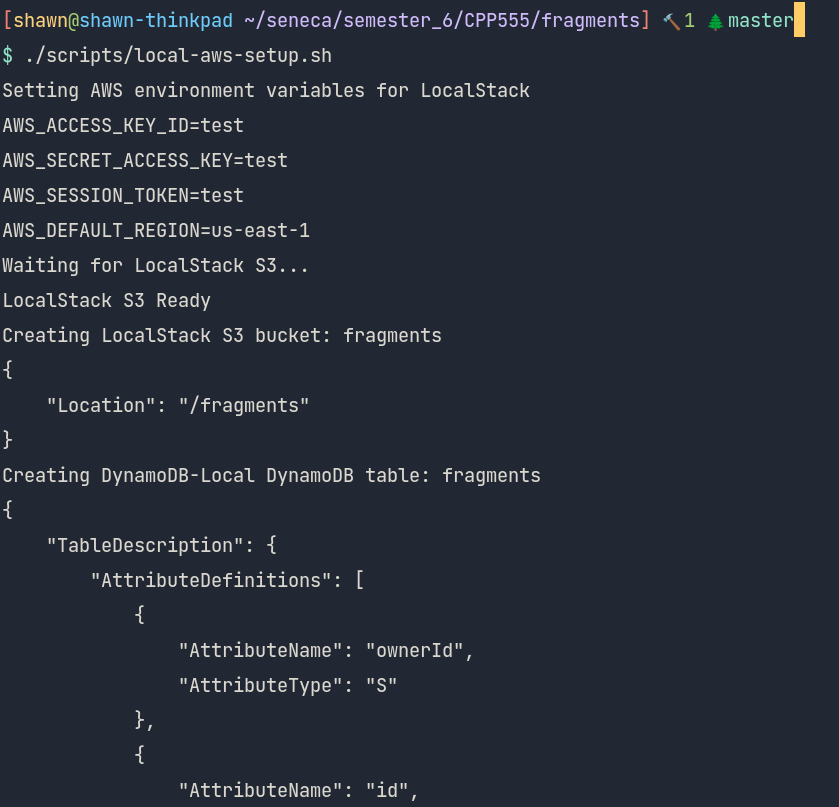 [shawn@shawn-thinkpad ~/seneca/semester_6/CPP555/fragments] 🔨1 🌲master
$ ./scripts/local-aws-setup.sh
Setting AWS environment variables for LocalStack
AWS_ACCESS_KEY_ID=test
AWS_SECRET_ACCESS_KEY=test
AWS_SESSION_TOKEN=test
AWS_DEFAULT_REGION=us-east-1
Waiting for LocalStack S3...
LocalStack S3 Ready
Creating LocalStack S3 bucket: fragments
{
    "Location": "/fragments"
}
Creating DynamoDB-Local DynamoDB table: fragments
{
    "TableDescription": {
        "AttributeDefinitions": [
            {
                "AttributeName": "ownerId",
                "AttributeType": "S"
            },
            {
                "AttributeName": "id",